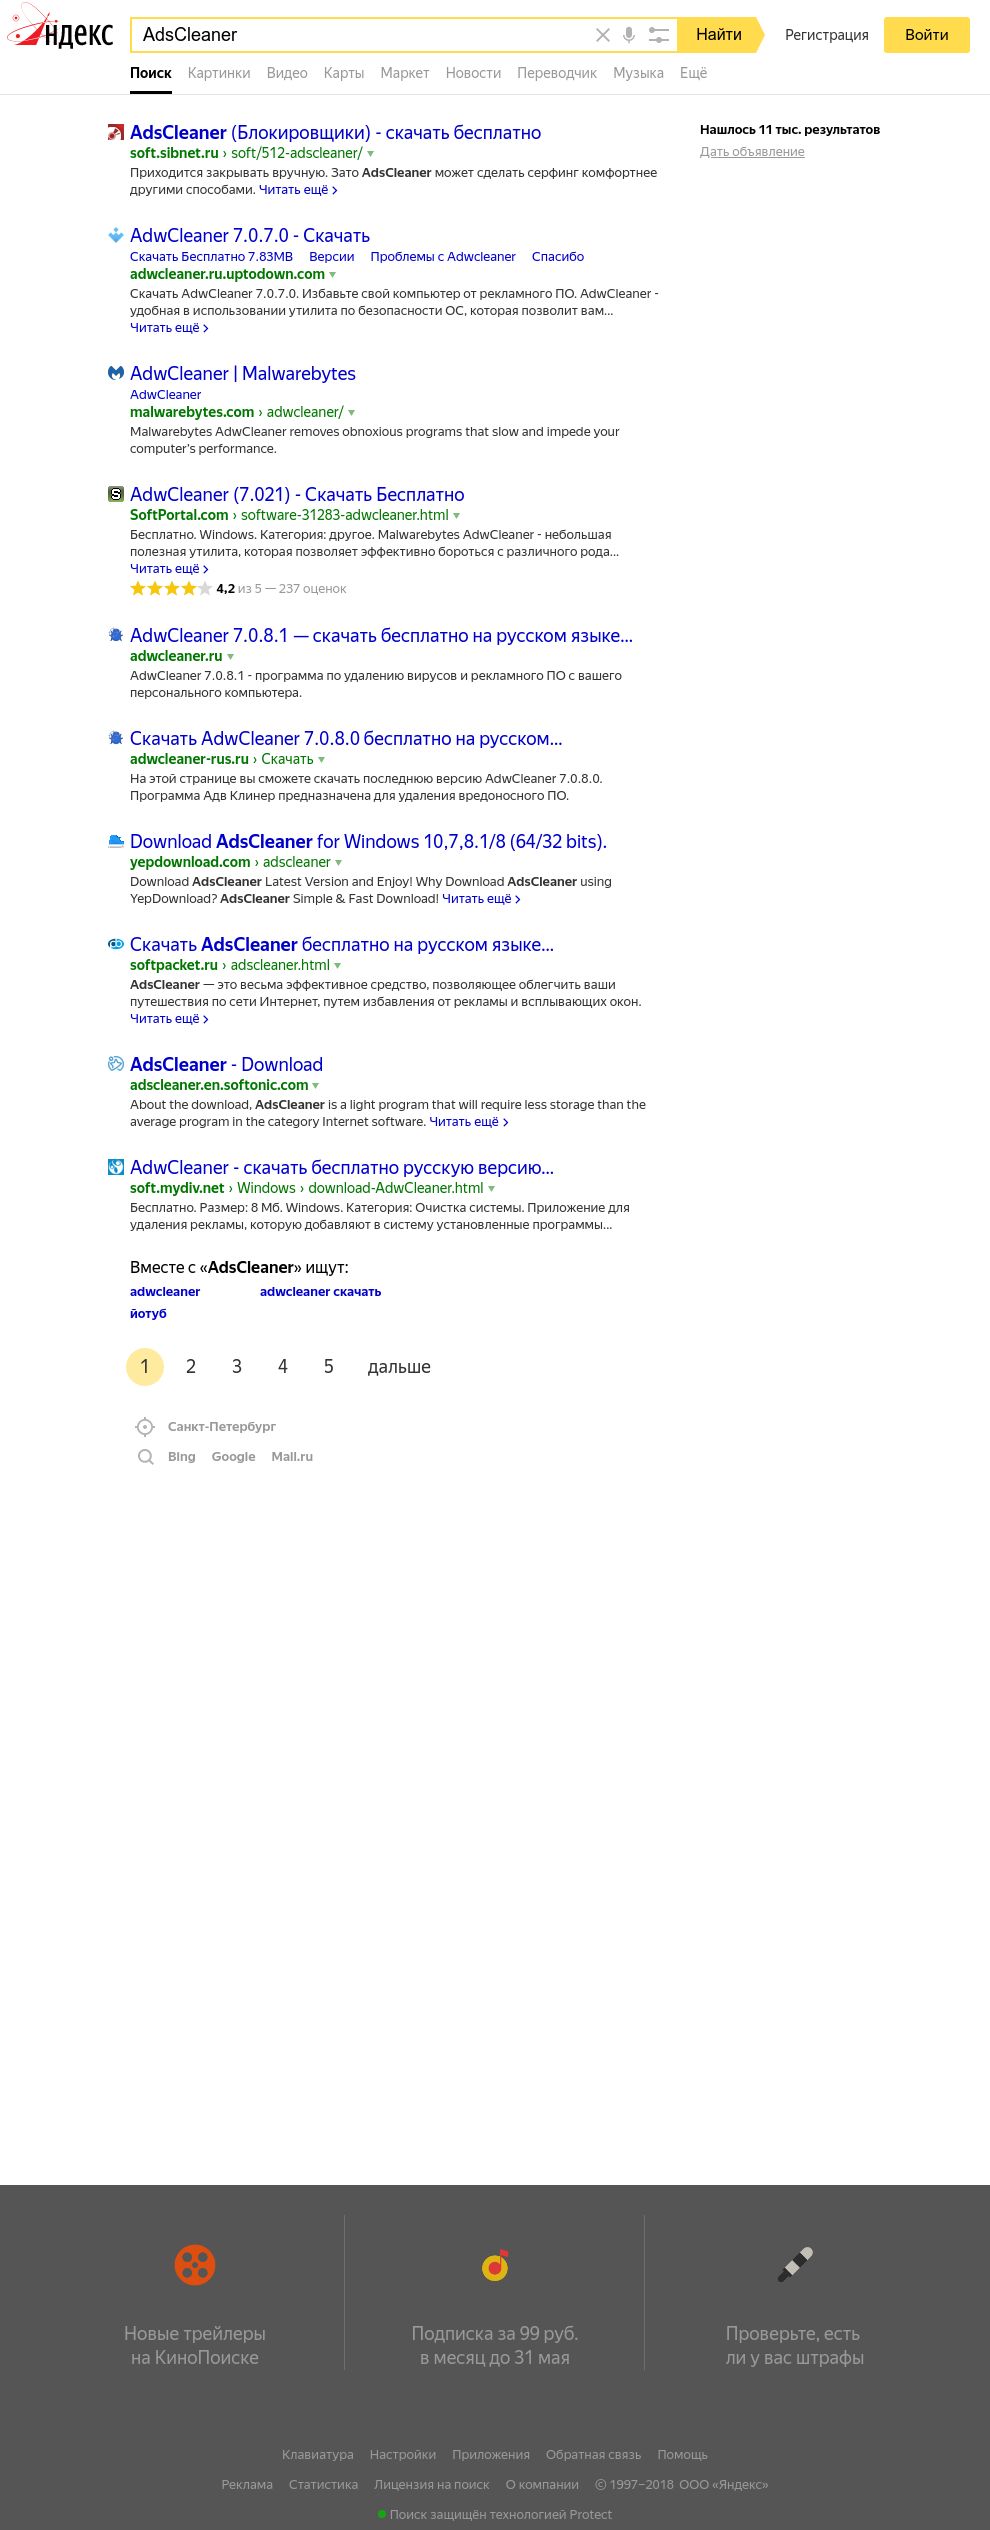 Яндекс
AdsCleaner
Найти
Регистрация
Войти
Поиск Картинки Видео Карты Маркет Новости Переводчик Музыка Ещё
AdsCleaner (Блокировщики) - скачать бесплатно
soft.sibnet.ru › soft/512-adscleaner/
Приходится закрывать вручную. Зато AdsCleaner может сделать серфинг комфортнее
другими способами. Читать ещё
Нашлось 11 тыс. результатов
Дать объявление
AdwCleaner 7.0.7.0 - Скачать
Скачать Бесплатно 7.83MB Версии Проблемы с Adwcleaner Спасибо
adwcleaner.ru.uptodown.com
Скачать AdwCleaner 7.0.7.0. Избавьте свой компьютер от рекламного ПО. AdwCleaner -
удобная в использовании утилита по безопасности ОС, которая позволит вам...
Читать ещё
AdwCleaner | Malwarebytes
AdwCleaner
malwarebytes.com › adwcleaner/
Malwarebytes AdwCleaner removes obnoxious programs that slow and impede your
computer's performance.
AdwCleaner (7.021) - Скачать Бесплатно
SoftPortal.com › software-31283-adwcleaner.html
Бесплатно. Windows. Категория: другое. Malwarebytes AdwCleaner - небольшая
полезная утилита, которая позволяет эффективно бороться с различного рода...
Читать ещё
4,2 из 5 — 237 оценок
AdwCleaner 7.0.8.1 — скачать бесплатно на русском языке...
adwcleaner.ru
AdwCleaner 7.0.8.1 - программа по удалению вирусов и рекламного ПО с вашего
персонального компьютера.
Скачать AdwCleaner 7.0.8.0 бесплатно на русском...
adwcleaner-rus.ru › Скачать
На этой странице вы сможете скачать последнюю версию AdwCleaner 7.0.8.0.
Программа Адв Клинер предназначена для удаления вредоносного ПО.
Download AdsCleaner for Windows 10,7,8.1/8 (64/32 bits).
yepdownload.com › adscleaner
Download AdsCleaner Latest Version and Enjoy! Why Download AdsCleaner using
YepDownload? AdsCleaner Simple & Fast Download! Читать ещё
Скачать AdsCleaner бесплатно на русском языке...
softpacket.ru › adscleaner.html
AdsCleaner — это весьма эффективное средство, позволяющее облегчить ваши
путешествия по сети Интернет, путем избавления от рекламы и всплывающих окон.
Читать ещё
AdsCleaner - Download
adscleaner.en.softonic.com
About the download, AdsCleaner is a light program that will require less storage than the
average program in the category Internet software. Читать ещё
AdwCleaner - скачать бесплатно русскую версию...
soft.mydiv.net › Windows › download-AdwCleaner.html
Бесплатно. Размер: 8 Мб. Windows. Категория: Очистка системы. Приложение для
удаления рекламы, которую добавляют в систему установленные программы...
Вместе с «AdsCleaner» ищут:
adwcleaner adwcleaner скачать
йотуб
1 2 3 4 5 дальше
Санкт-Петербург
Bing Google Mail.ru
Новые трейлеры
на КиноПоиске
Подписка за 99 руб.
в месяц до 31 мая
Проверьте, есть
ли у вас штрафы
Клавиатура Настройки Приложения Обратная связь Помощь
Реклама Статистика Лицензия на поиск О компании © 1997–2018 ООО «Яндекс»
Поиск защищён технологией Protect